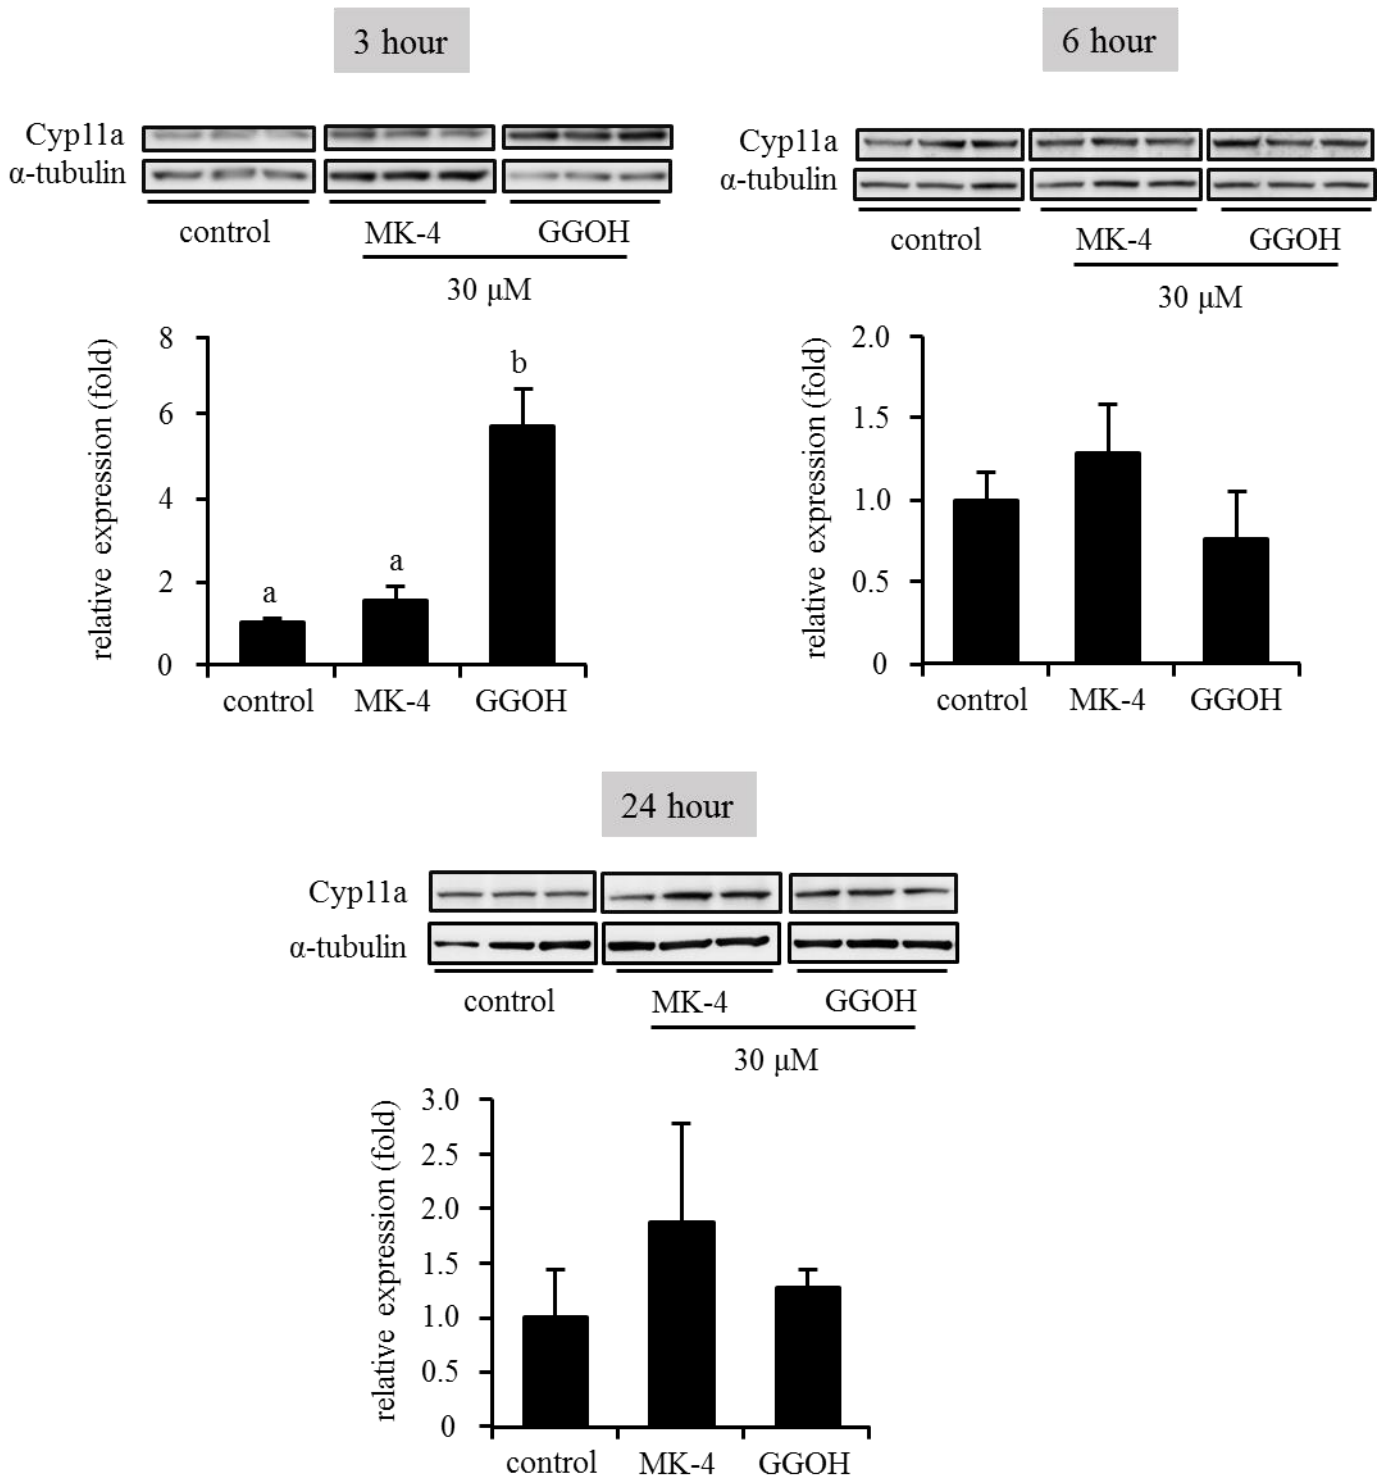 3 hour
Cyp11a
α-tubulin
control MK-4 GGOH
30 μM
relative expression (fold)
8
6
4
2
0
a
a
b
control MK-4 GGOH
6 hour
Cyp11a
α-tubulin
control MK-4 GGOH
30 μM
relative expression (fold)
2.0
1.5
1.0
0.5
0
control MK-4 GGOH
24 hour
Cyp11a
α-tubulin
control MK-4 GGOH
30 μM
relative expression (fold)
3.0
2.5
2.0
1.5
1.0
0.5
0
control MK-4 GGOH